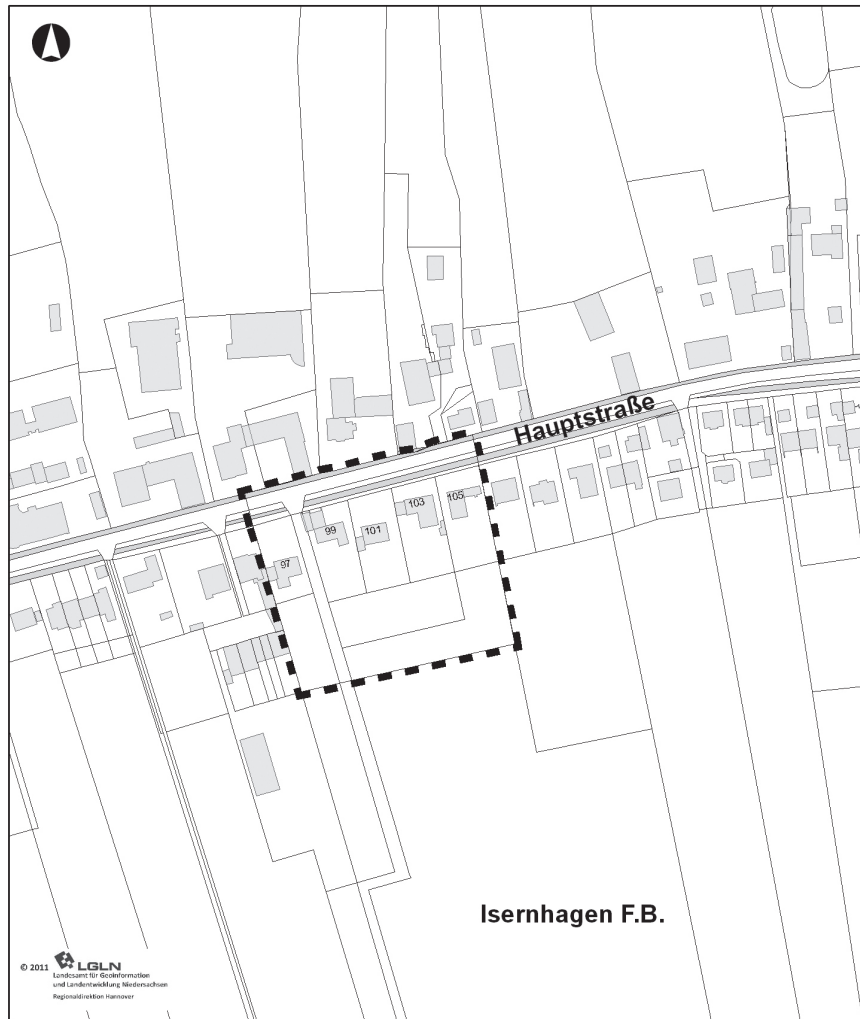 Hauptstraße
105
103
99
101
97
Isernhagen F.B.
© 2011 LGLN
Landesamt für Geoinformation
und Landentwicklung Niedersachsen
Regionaldirektion Hannover